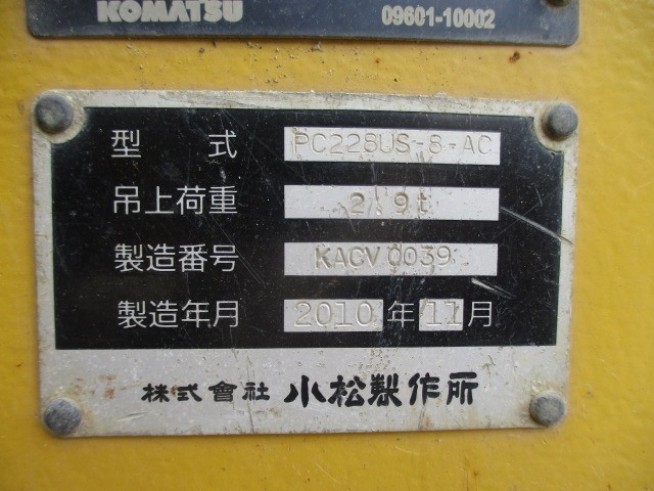 KOMATSU 09601-10002
型 式 PC228US-8-AC
吊上荷重 2.9t
製造番号 KACV0039
製造年月 2010年11月
株式會社 小松製作所